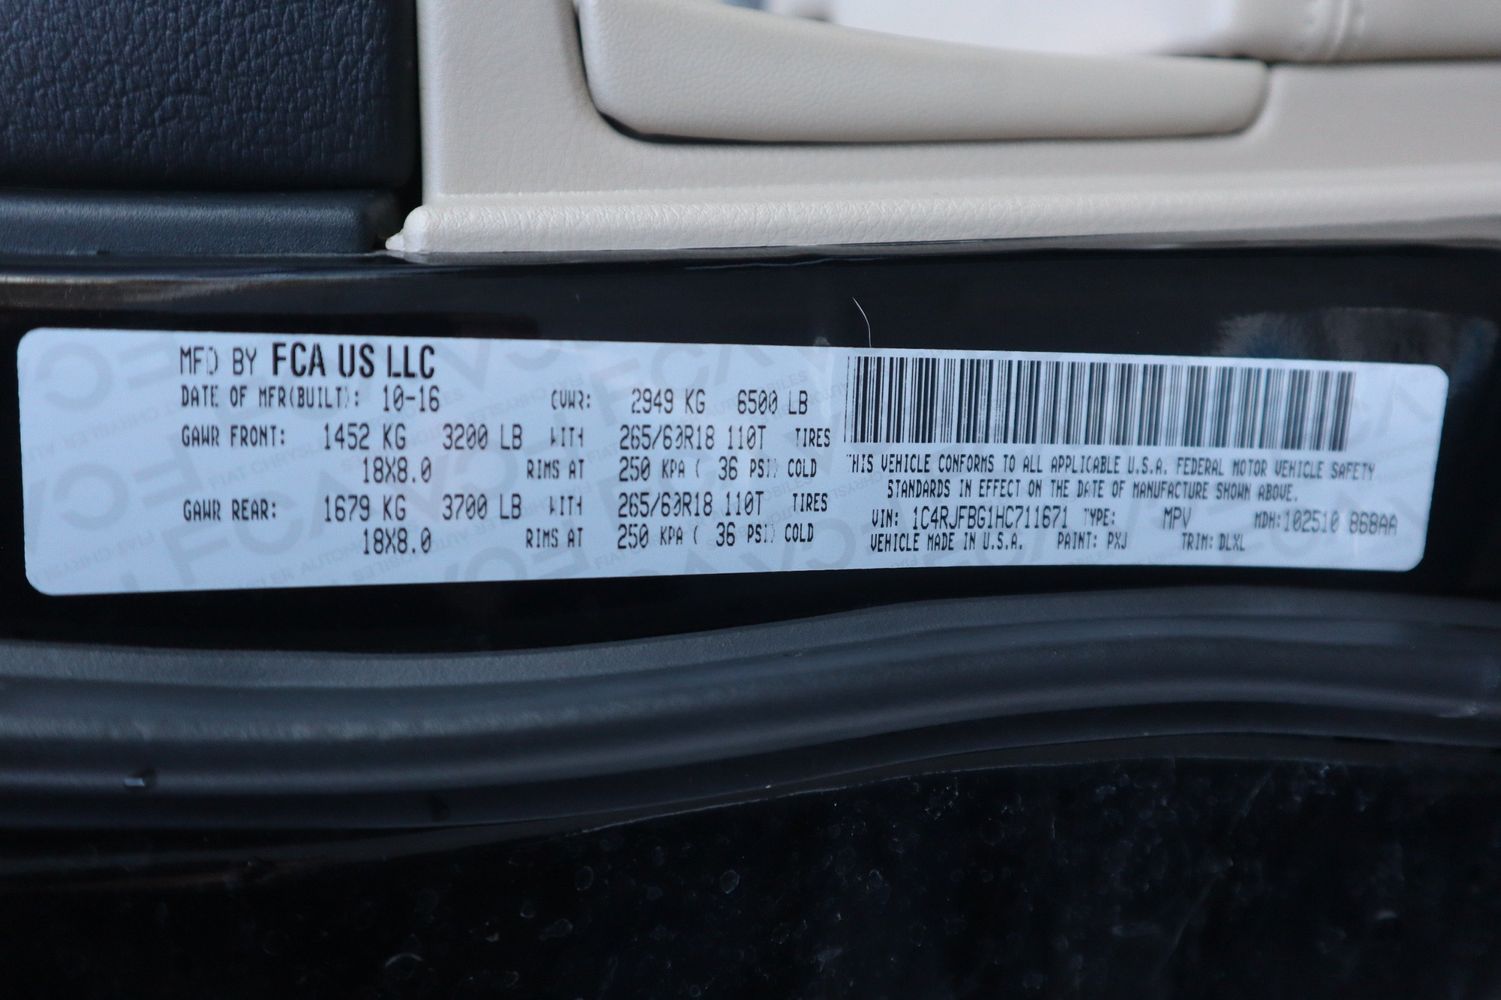 MFD BY FCA US LLC
DATE OF MFR(BUILT): 10-16 GVWR: 2949 KG 6500 LB
GAWR FRONT: 1452 KG 3200 LB WITH 265/60R18 110T TIRES
18X8.0 RIMS AT 250 KPA ( 36 PSI) COLD
GAWR REAR: 1679 KG 3700 LB WITH 265/60R18 110T TIRES
18X8.0 RIMS AT 250 KPA ( 36 PSI) COLD
THIS VEHICLE CONFORMS TO ALL APPLICABLE U.S.A. FEDERAL MOTOR VEHICLE SAFETY
STANDARDS IN EFFECT ON THE DATE OF MANUFACTURE SHOWN ABOVE.
VIN: 1C4RJFBG1HC711671 TYPE: MPV MDH:102510 868AA
VEHICLE MADE IN U.S.A. PAINT: PXJ TRIM: DLXL